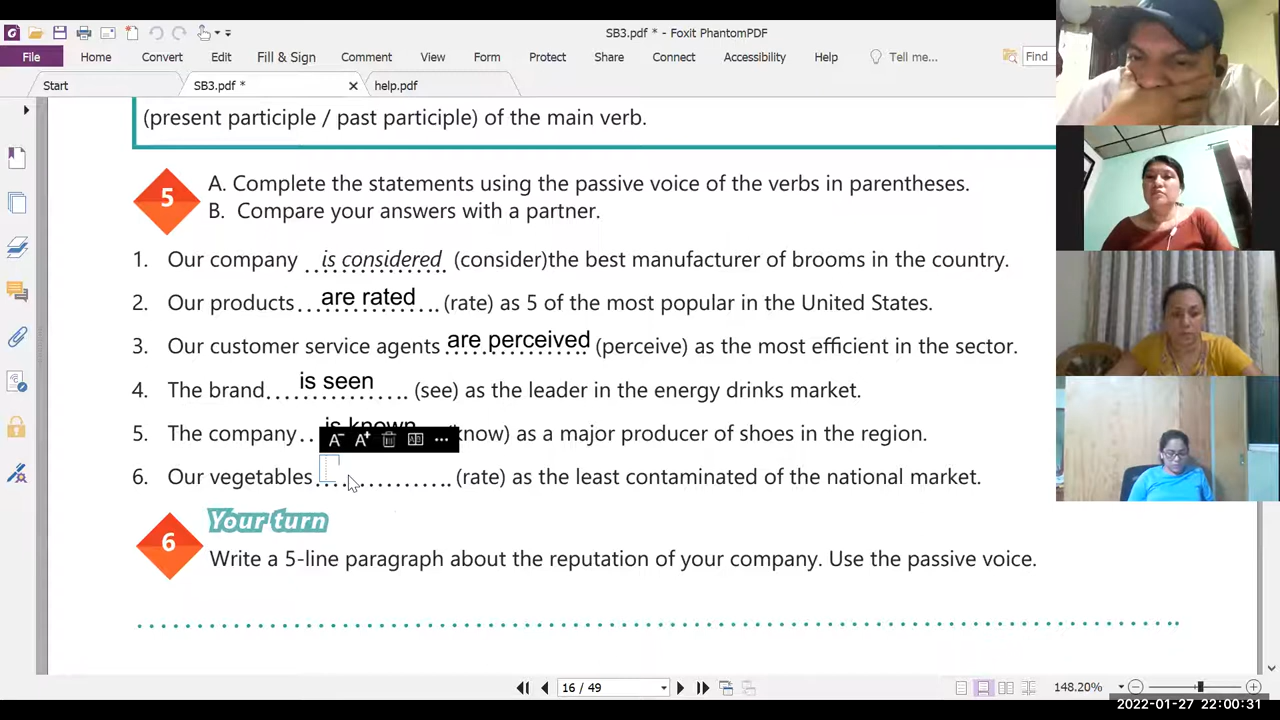 SB3.pdf * - Foxit PhantomPDF
File Home Convert Edit Fill & Sign Comment View Form Protect Share Connect Accessibility Help Tell me... Find
Start SB3.pdf * help.pdf
(present participle / past participle) of the main verb.
5 A. Complete the statements using the passive voice of the verbs in parentheses.
B. Compare your answers with a partner.
1. Our company is considered (consider)the best manufacturer of brooms in the country.
2. Our products are rated (rate) as 5 of the most popular in the United States.
3. Our customer service agents are perceived (perceive) as the most efficient in the sector.
4. The brand is seen (see) as the leader in the energy drinks market.
5. The company is known know) as a major producer of shoes in the region.
6. Our vegetables (rate) as the least contaminated of the national market.
Your turn
6 Write a 5-line paragraph about the reputation of your company. Use the passive voice.
16 / 49 148.20%
2022-01-27 22:00:31